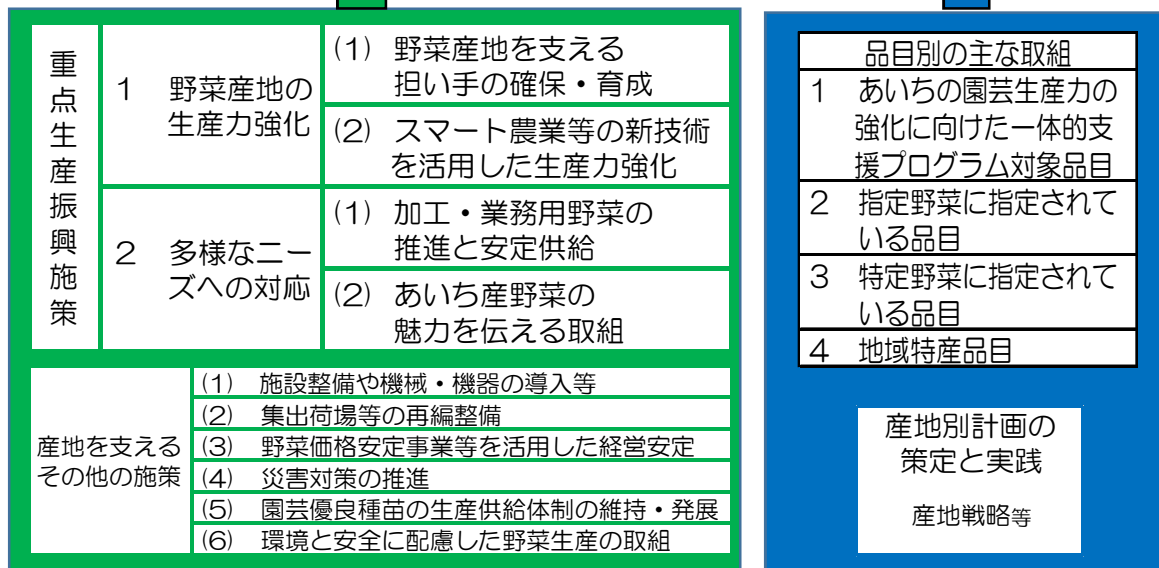 重点生産振興施策
1 野菜産地の
生産力強化
(1) 野菜産地を支える
担い手の確保・育成
(2) スマート農業等の新技術
を活用した生産力強化
2 多様なニー
ズへの対応
(1) 加工・業務用野菜の
推進と安定供給
(2) あいち産野菜の
魅力を伝える取組
産地を支える
その他の施策
(1) 施設整備や機械・機器の導入等
(2) 集出荷場等の再編整備
(3) 野菜価格安定事業等を活用した経営安定
(4) 災害対策の推進
(5) 園芸優良種苗の生産供給体制の維持・発展
(6) 環境と安全に配慮した野菜生産の取組
品目別の主な取組
1 あいちの園芸生産力の
強化に向けた一体的支
援プログラム対象品目
2 指定野菜に指定されて
いる品目
3 特定野菜に指定されて
いる品目
4 地域特産品目
産地別計画の
策定と実践
産地戦略等